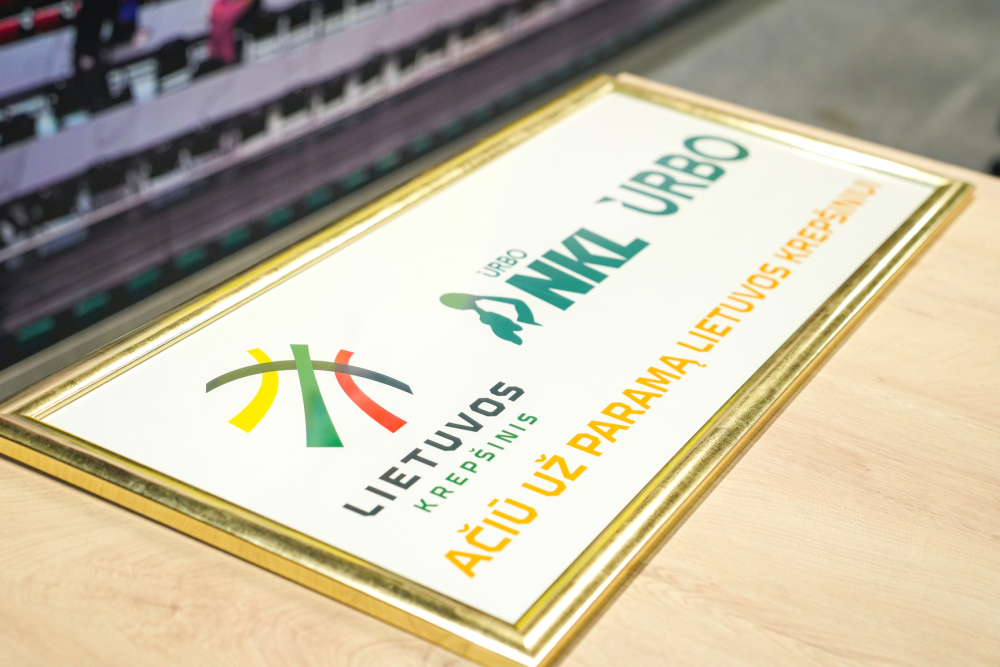 LIETUVOS
KREPŠINIS
ŪRBO
NKL
ŪRBO
AČIŪ UŽ PARAMĄ LIETUVOS KREPŠINIUI!